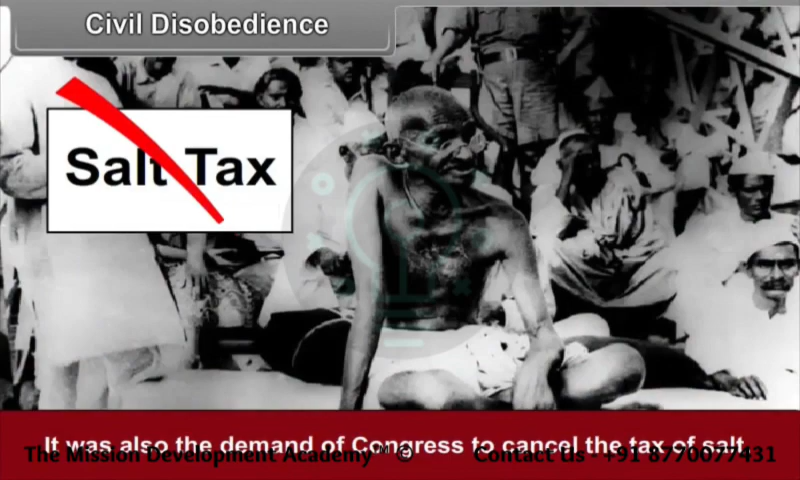 Civil Disobedience
Salt Tax
It was also the demand of Congress to cancel the tax of salt.
The Mission Development Academy™ © Contact Us - +91 8770077431